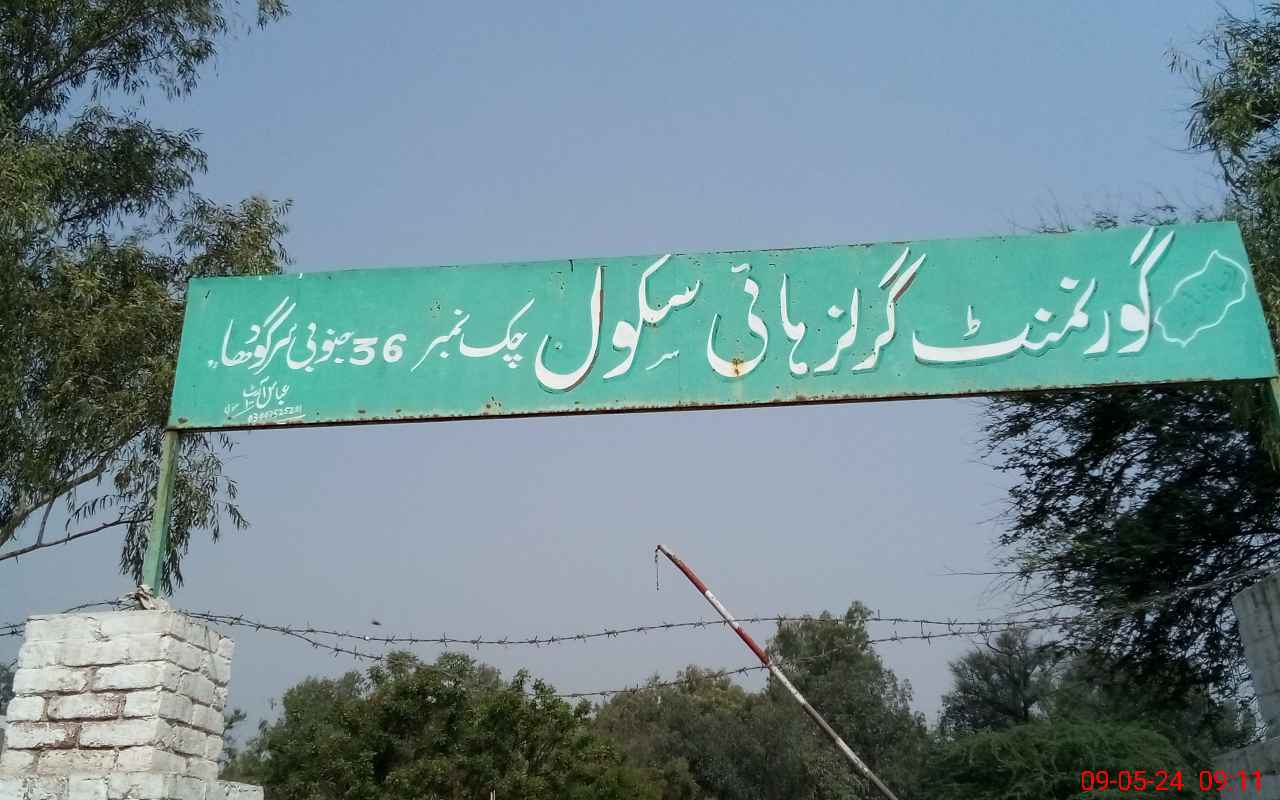 گورنمنٹ گرلز ہائی سکول چک نمبر 36 جنوبی سرگودھا
عباس آرٹ
09-05-24 09:11